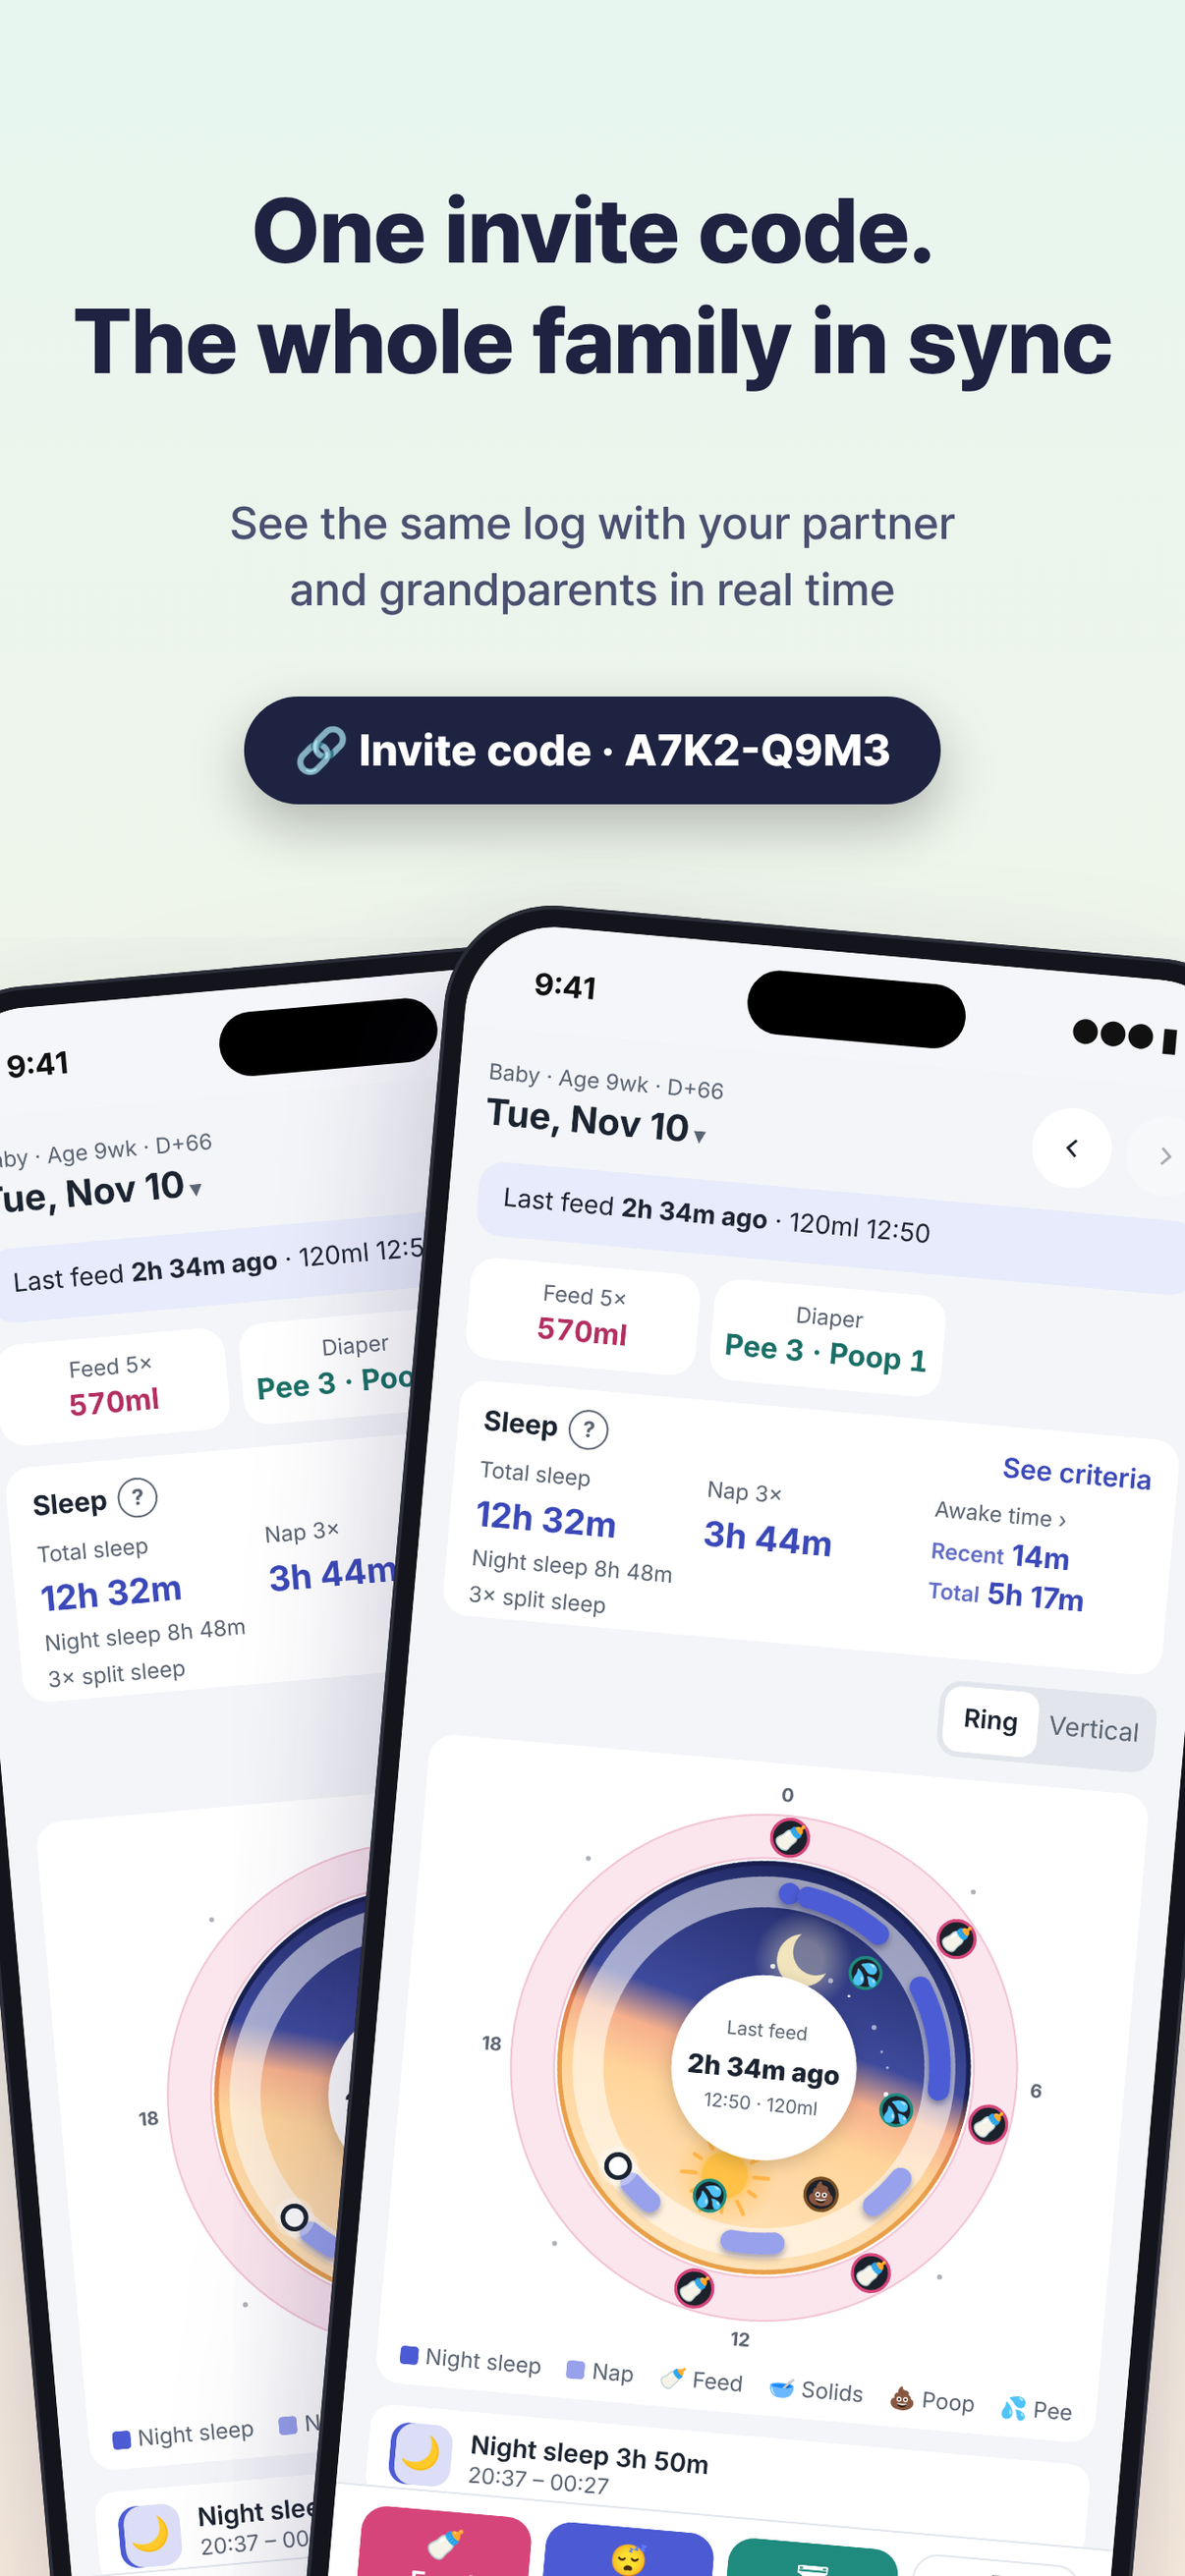 One invite code.
The whole family in sync
See the same log with your partner
and grandparents in real time
🔗 Invite code · A7K2-Q9M3
9:41
Age 9wk · D+66
Tue, Nov 10 ▾
Last feed 2h 34m ago · 120ml
Feed 5×
570ml
Diaper
Pee 3 ·
Sleep ?
Total sleep
12h 32m
Night sleep 8h 48m
3× split sleep
Nap 3×
3h 44m
18
Night sleep
Night
20:37 –
9:41
Baby · Age 9wk · D+66
Tue, Nov 10 ▾
Last feed 2h 34m ago · 120ml 12:50
Feed 5×
570ml
Diaper
Pee 3 · Poop 1
Sleep ?
See criteria
Total sleep
12h 32m
Night sleep 8h 48m
3× split sleep
Nap 3×
3h 44m
Awake time ›
Recent 14m
Total 5h 17m
Ring Vertical
0
18
6
12
Last feed
2h 34m ago
12:50 · 120ml
Night sleep Nap Feed Solids Poop Pee
Night sleep 3h 50m
20:37 – 00:27